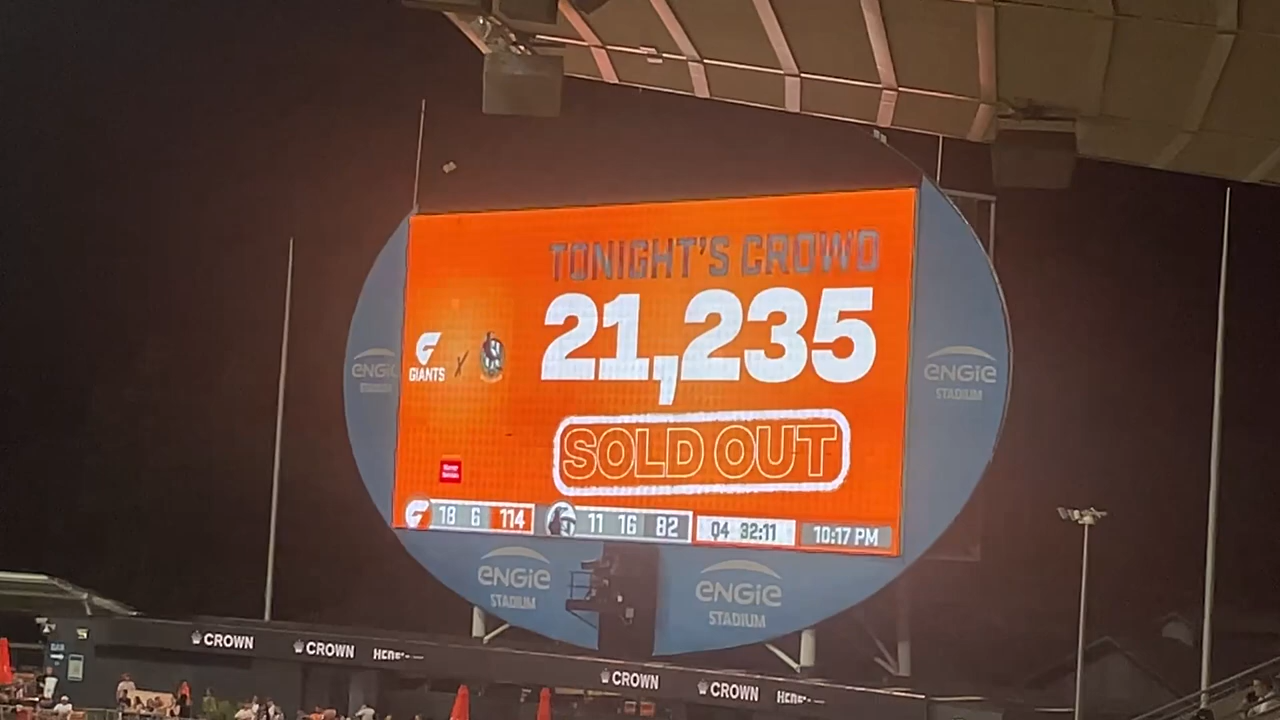 TONIGHT'S CROWD
21,235
GIANTS X
SOLD OUT
18 6 114 11 16 82 Q4 32:11 10:17 PM
ENGIE
STADIUM
ENGIE
STADIUM
ENGIE
STADIUM
ENGIE
STADIUM
BAR
CROWN CROWN
CROWN CROWN